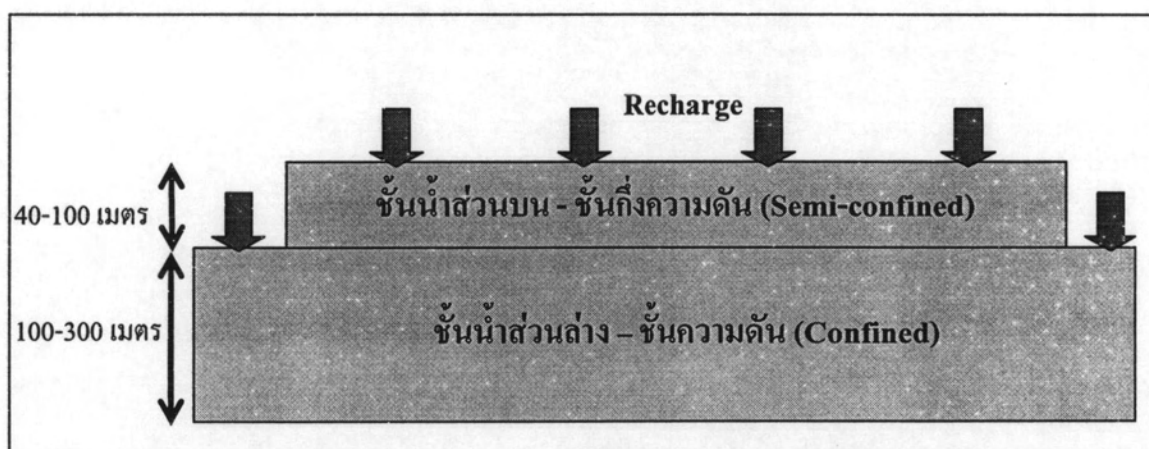 Recharge
40-100 เมตร
ชั้นน้ำส่วนบน - ชั้นกึ่งความดัน (Semi-confined)
100-300 เมตร
ชั้นน้ำส่วนล่าง – ชั้นความดัน (Confined)